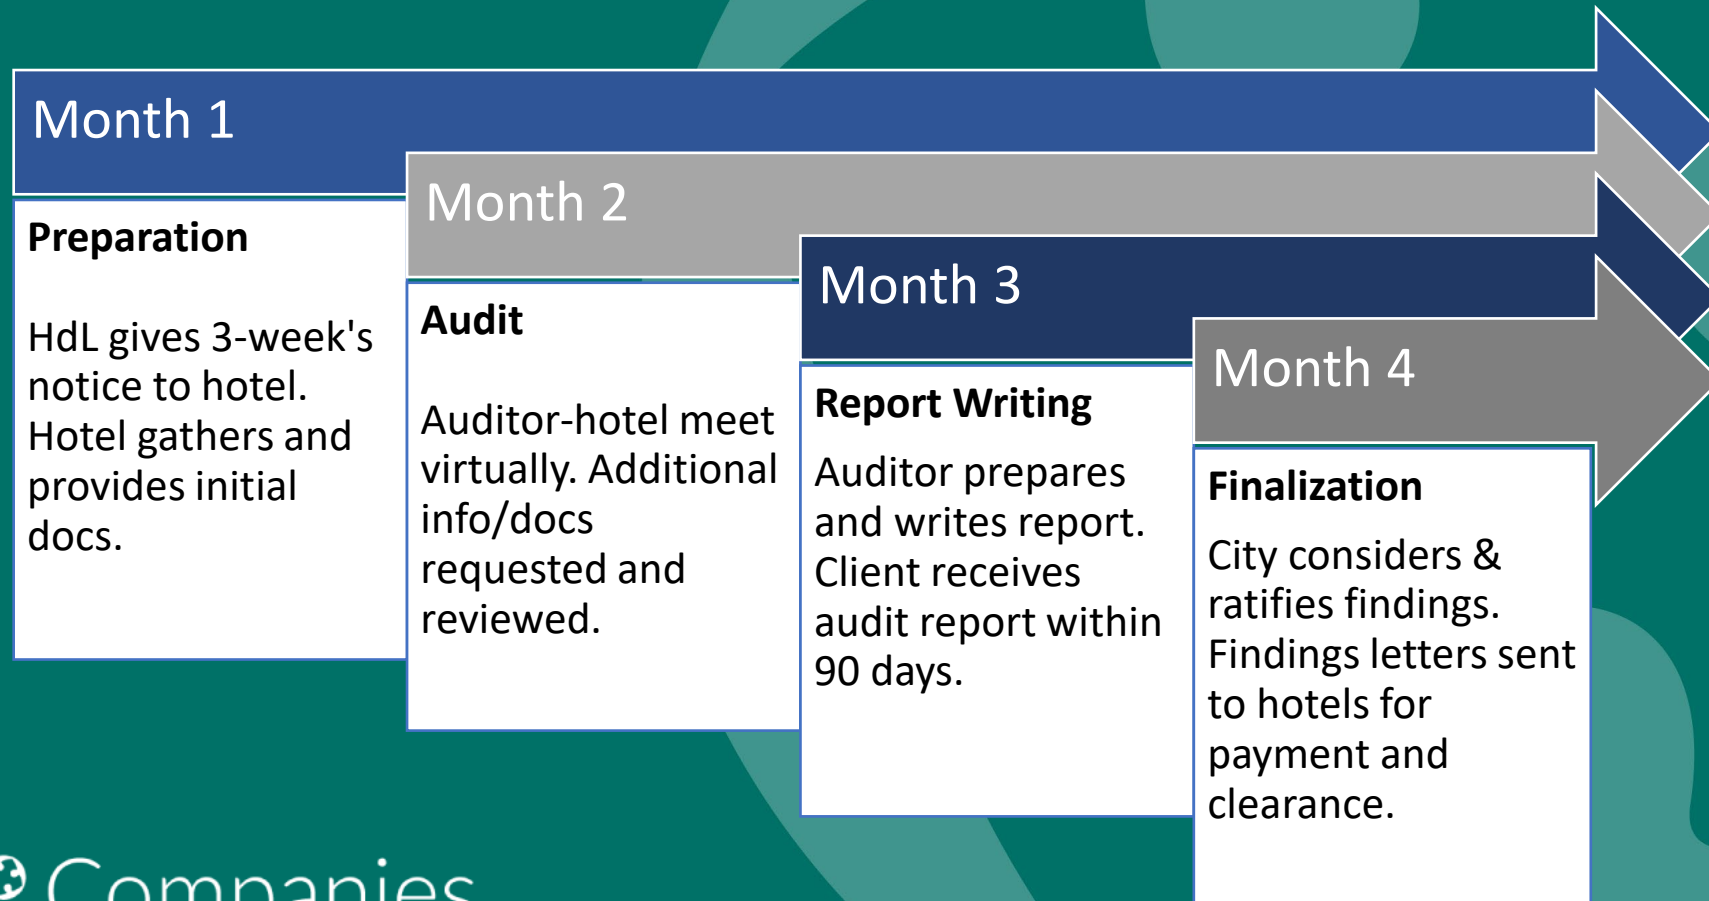 Month 1
Preparation
HdL gives 3-week's
notice to hotel.
Hotel gathers and
provides initial
docs.
Month 2
Audit
Auditor-hotel meet
virtually. Additional
info/docs
requested and
reviewed.
Month 3
Report Writing
Auditor prepares
and writes report.
Client receives
audit report within
90 days.
Month 4
Finalization
City considers &
ratifies findings.
Findings letters sent
to hotels for
payment and
clearance.
Companies